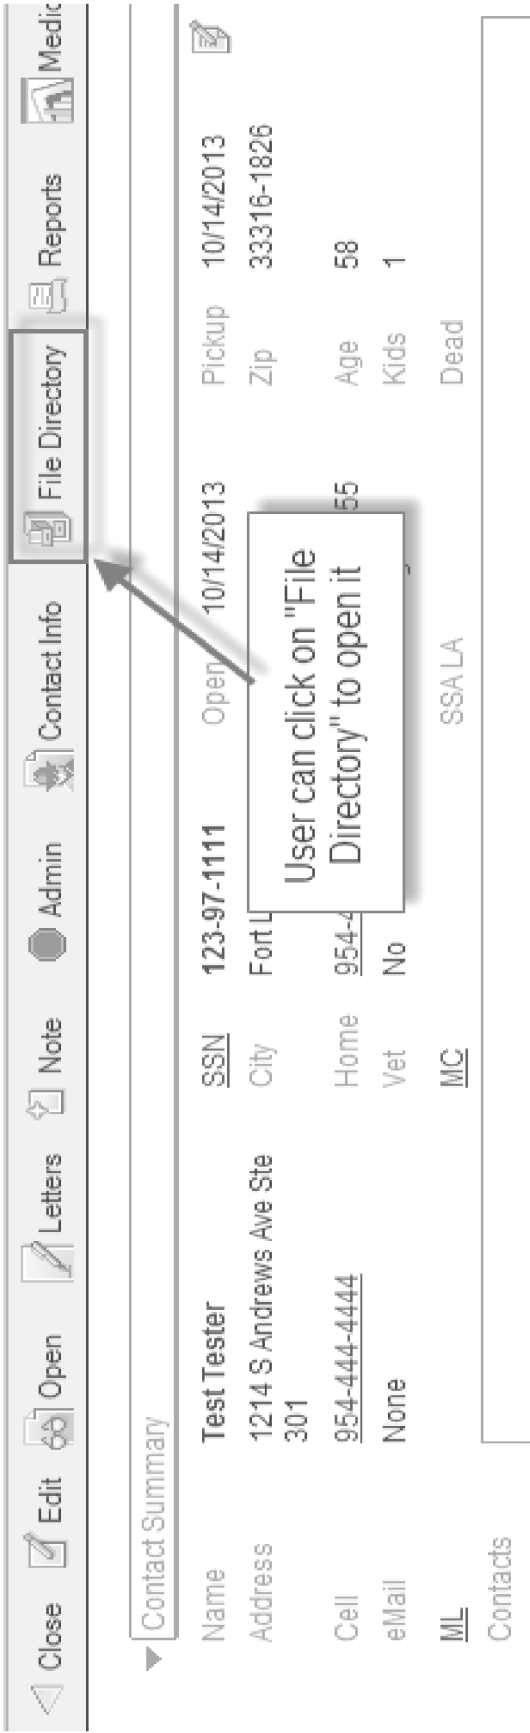 Close Edit Open Letters Note Admin Contact Info File Directory Reports
Contact Summary
Name Test Tester SSN 123-97-1111 Open 10/14/2013 Pickup 10/14/2013
Address 1214 S Andrews Ave Ste City Fort Zip 33316-1826
301
Cell 954-444-4444 Home 954-4 55 Age 58
eMail None Vet No Kids 1
ML MC SSA LA Dead
Contacts
User can click on "File
Directory" to open it